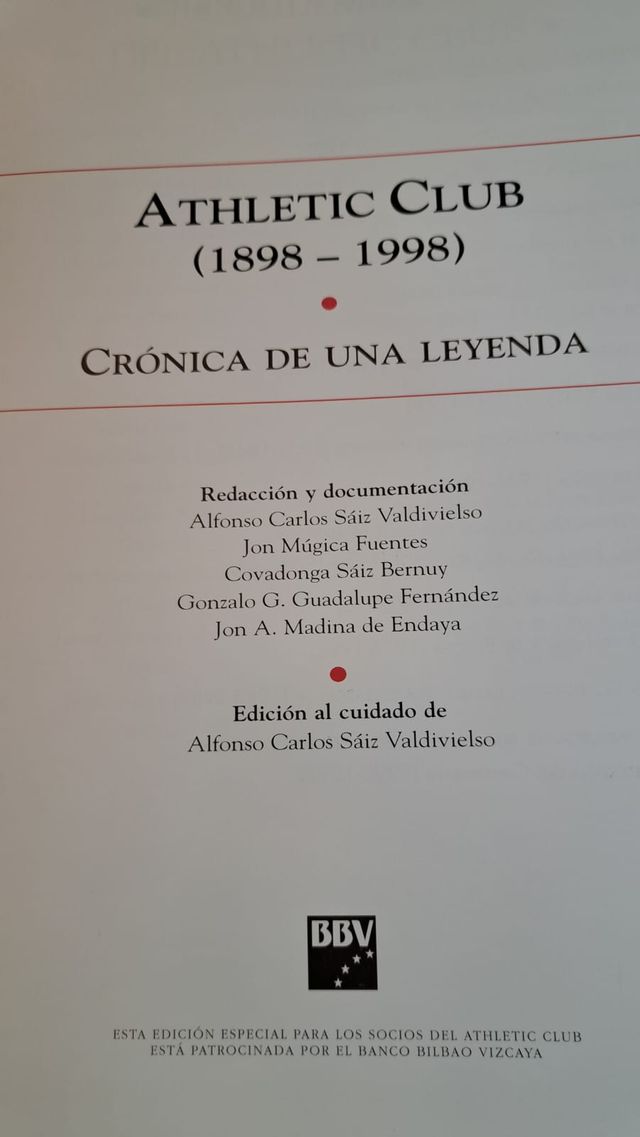 ATHLETIC CLUB
(1898 – 1998)
CRÓNICA DE UNA LEYENDA
Redacción y documentación
Alfonso Carlos Sáiz Valdivielso
Jon Múgica Fuentes
Covadonga Sáiz Bernuy
Gonzalo G. Guadalupe Fernández
Jon A. Madina de Endaya
Edición al cuidado de
Alfonso Carlos Sáiz Valdivielso
BBV
ESTA EDICIÓN ESPECIAL PARA LOS SOCIOS DEL ATHLETIC CLUB
ESTÁ PATROCINADA POR EL BANCO BILBAO VIZCAYA